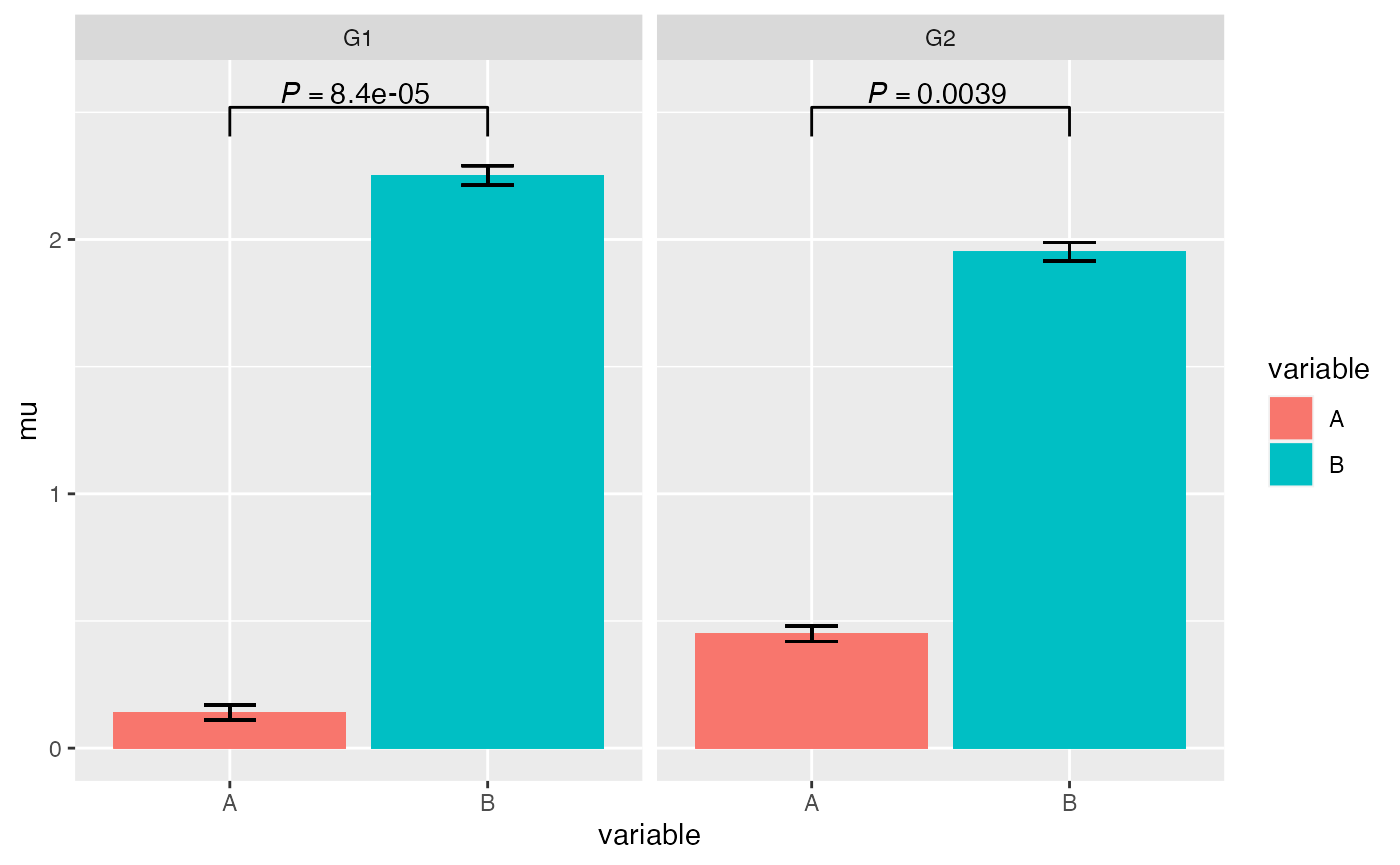 G1 G2
P = 8.4e-05 P = 0.0039
2
1
0
mu
A B A B
variable
variable
A
B